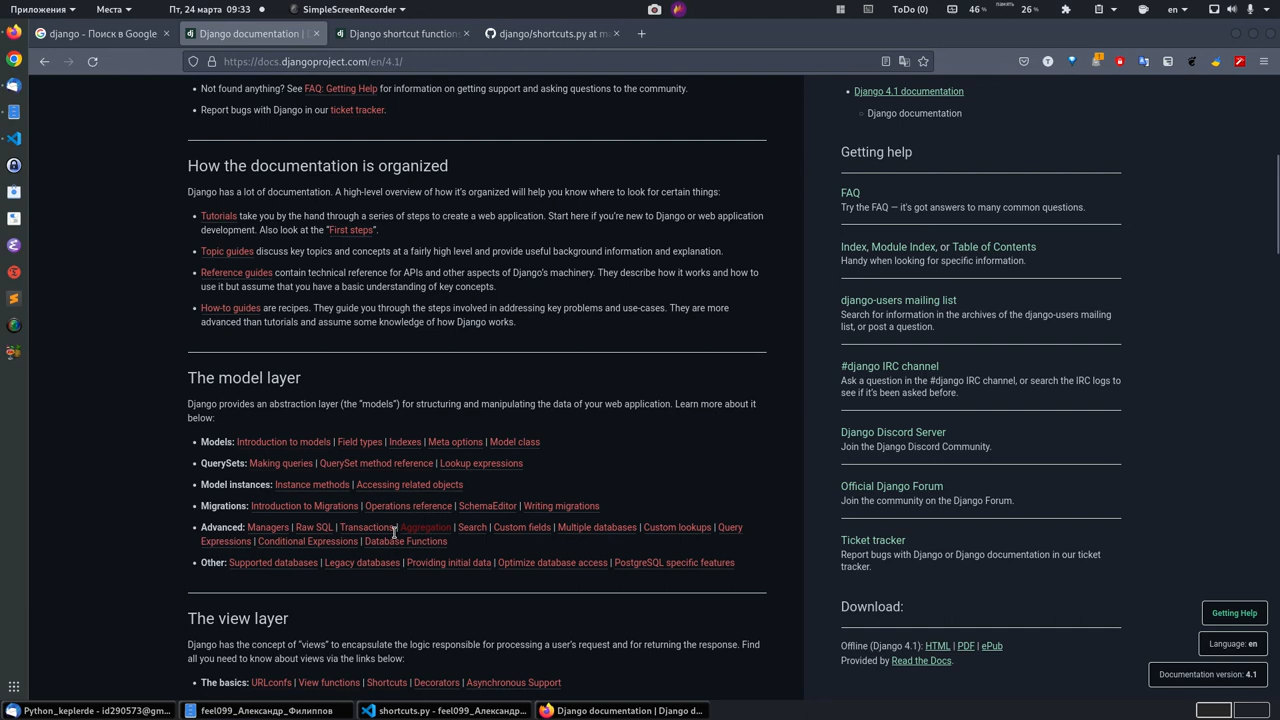 Приложения Места Пт, 24 марта 09:33 SimpleScreenRecorder ToDo (0) 46 % память 26 % en
django - Поиск в Google
Django documentation |
Django shortcut function
django/shortcuts.py at m
https://docs.djangoproject.com/en/4.1/
Not found anything? See FAQ: Getting Help for information on getting support and asking questions to the community.
Report bugs with Django in our ticket tracker.
How the documentation is organized
Django has a lot of documentation. A high-level overview of how it's organized will help you know where to look for certain things:
Tutorials take you by the hand through a series of steps to create a web application. Start here if you're new to Django or web application
development. Also look at the “First steps”.
Topic guides discuss key topics and concepts at a fairly high level and provide useful background information and explanation.
Reference guides contain technical reference for APIs and other aspects of Django's machinery. They describe how it works and how to
use it but assume that you have a basic understanding of key concepts.
How-to guides are recipes. They guide you through the steps involved in addressing key problems and use-cases. They are more
advanced than tutorials and assume some knowledge of how Django works.
The model layer
Django provides an abstraction layer (the “models”) for structuring and manipulating the data of your web application. Learn more about it
below:
Models: Introduction to models | Field types | Indexes | Meta options | Model class
QuerySets: Making queries | QuerySet method reference | Lookup expressions
Model instances: Instance methods | Accessing related objects
Migrations: Introduction to Migrations | Operations reference | SchemaEditor | Writing migrations
Advanced: Managers | Raw SQL | Transactions | Aggregation | Search | Custom fields | Multiple databases | Custom lookups | Query
Expressions | Conditional Expressions | Database Functions
Other: Supported databases | Legacy databases | Providing initial data | Optimize database access | PostgreSQL specific features
The view layer
Django has the concept of “views” to encapsulate the logic responsible for processing a user's request and for returning the response. Find
all you need to know about views via the links below:
The basics: URLconfs | View functions | Shortcuts | Decorators | Asynchronous Support
Django 4.1 documentation
Django documentation
Getting help
FAQ
Try the FAQ — it's got answers to many common questions.
Index, Module Index, or Table of Contents
Handy when looking for specific information.
django-users mailing list
Search for information in the archives of the django-users mailing
list, or post a question.
#django IRC channel
Ask a question in the #django IRC channel, or search the IRC logs to
see if it's been asked before.
Django Discord Server
Join the Django Discord Community.
Official Django Forum
Join the community on the Django Forum.
Ticket tracker
Report bugs with Django or Django documentation in our ticket
tracker.
Download:
Offline (Django 4.1): HTML | PDF | ePub
Provided by Read the Docs.
Getting Help
Language: en
Documentation version: 4.1
Python_keplerde - id290573@gm...
feel099_Александр_Филиппов
shortcuts.py - feel099_Александр...
Django documentation | Django d...